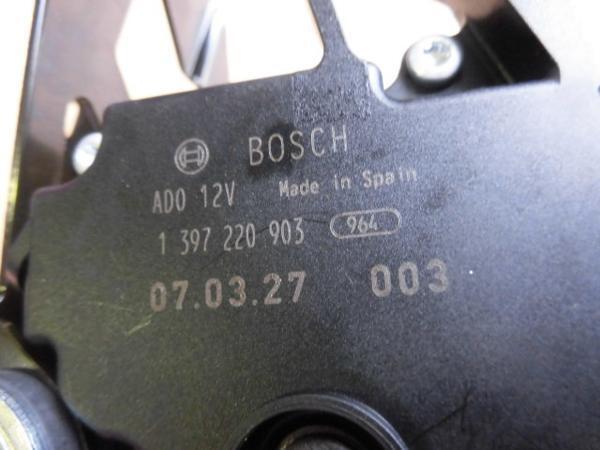 BOSCH
ADO 12V Made in Spain
1 397 220 903 964
07.03.27 003